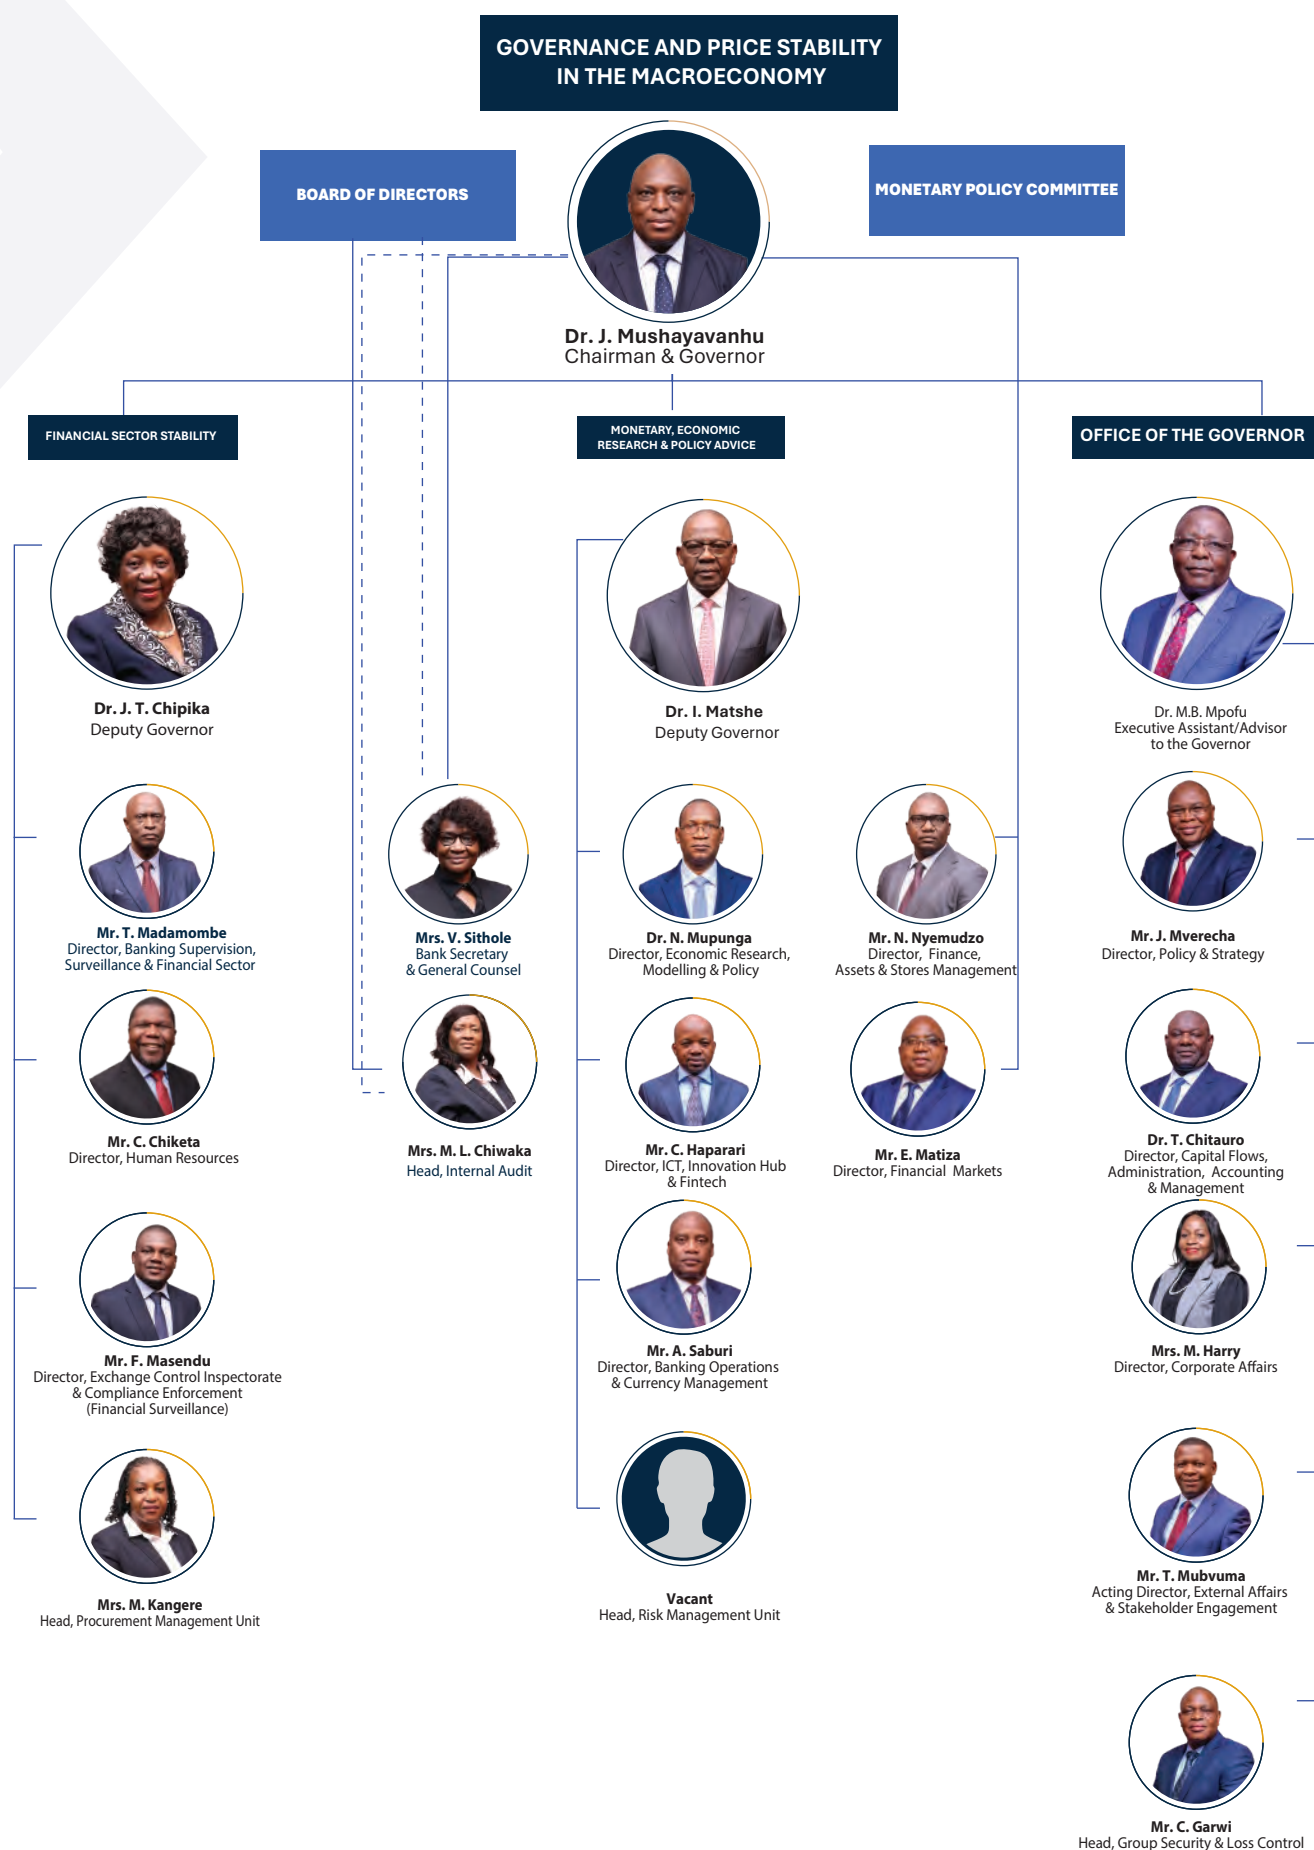 GOVERNANCE AND PRICE STABILITY
IN THE MACROECONOMY
BOARD OF DIRECTORS
MONETARY POLICY COMMITTEE
Dr. J. Mushayavanhu
Chairman & Governor
FINANCIAL SECTOR STABILITY
MONETARY, ECONOMIC
RESEARCH & POLICY ADVICE
OFFICE OF THE GOVERNOR
Dr. J. T. Chipika
Deputy Governor
Dr. I. Matshe
Deputy Governor
Dr. M.B. Mpofu
Executive Assistant/Advisor
to the Governor
Mr. T. Madamombe
Director, Banking Supervision,
Surveillance & Financial Sector
Mrs. V. Sithole
Bank Secretary
& General Counsel
Dr. N. Mupunga
Director, Economic Research,
Modelling & Policy
Mr. N. Nyemudzo
Director, Finance,
Assets & Stores Management
Mr. J. Mverecha
Director, Policy & Strategy
Mr. C. Chiketa
Director, Human Resources
Mrs. M. L. Chiwaka
Head, Internal Audit
Mr. C. Haparari
Director, ICT, Innovation Hub
& Fintech
Mr. E. Matiza
Director, Financial Markets
Dr. T. Chitauro
Director, Capital Flows,
Administration, Accounting
& Management
Mr. F. Masendu
Director, Exchange Control Inspectorate
& Compliance Enforcement
(Financial Surveillance)
Mr. A. Saburi
Director, Banking Operations
& Currency Management
Mrs. M. Harry
Director, Corporate Affairs
Mrs. M. Kangere
Head, Procurement Management Unit
Vacant
Head, Risk Management Unit
Mr. T. Mubvuma
Acting Director, External Affairs
& Stakeholder Engagement
Mr. C. Garwi
Head, Group Security & Loss Control